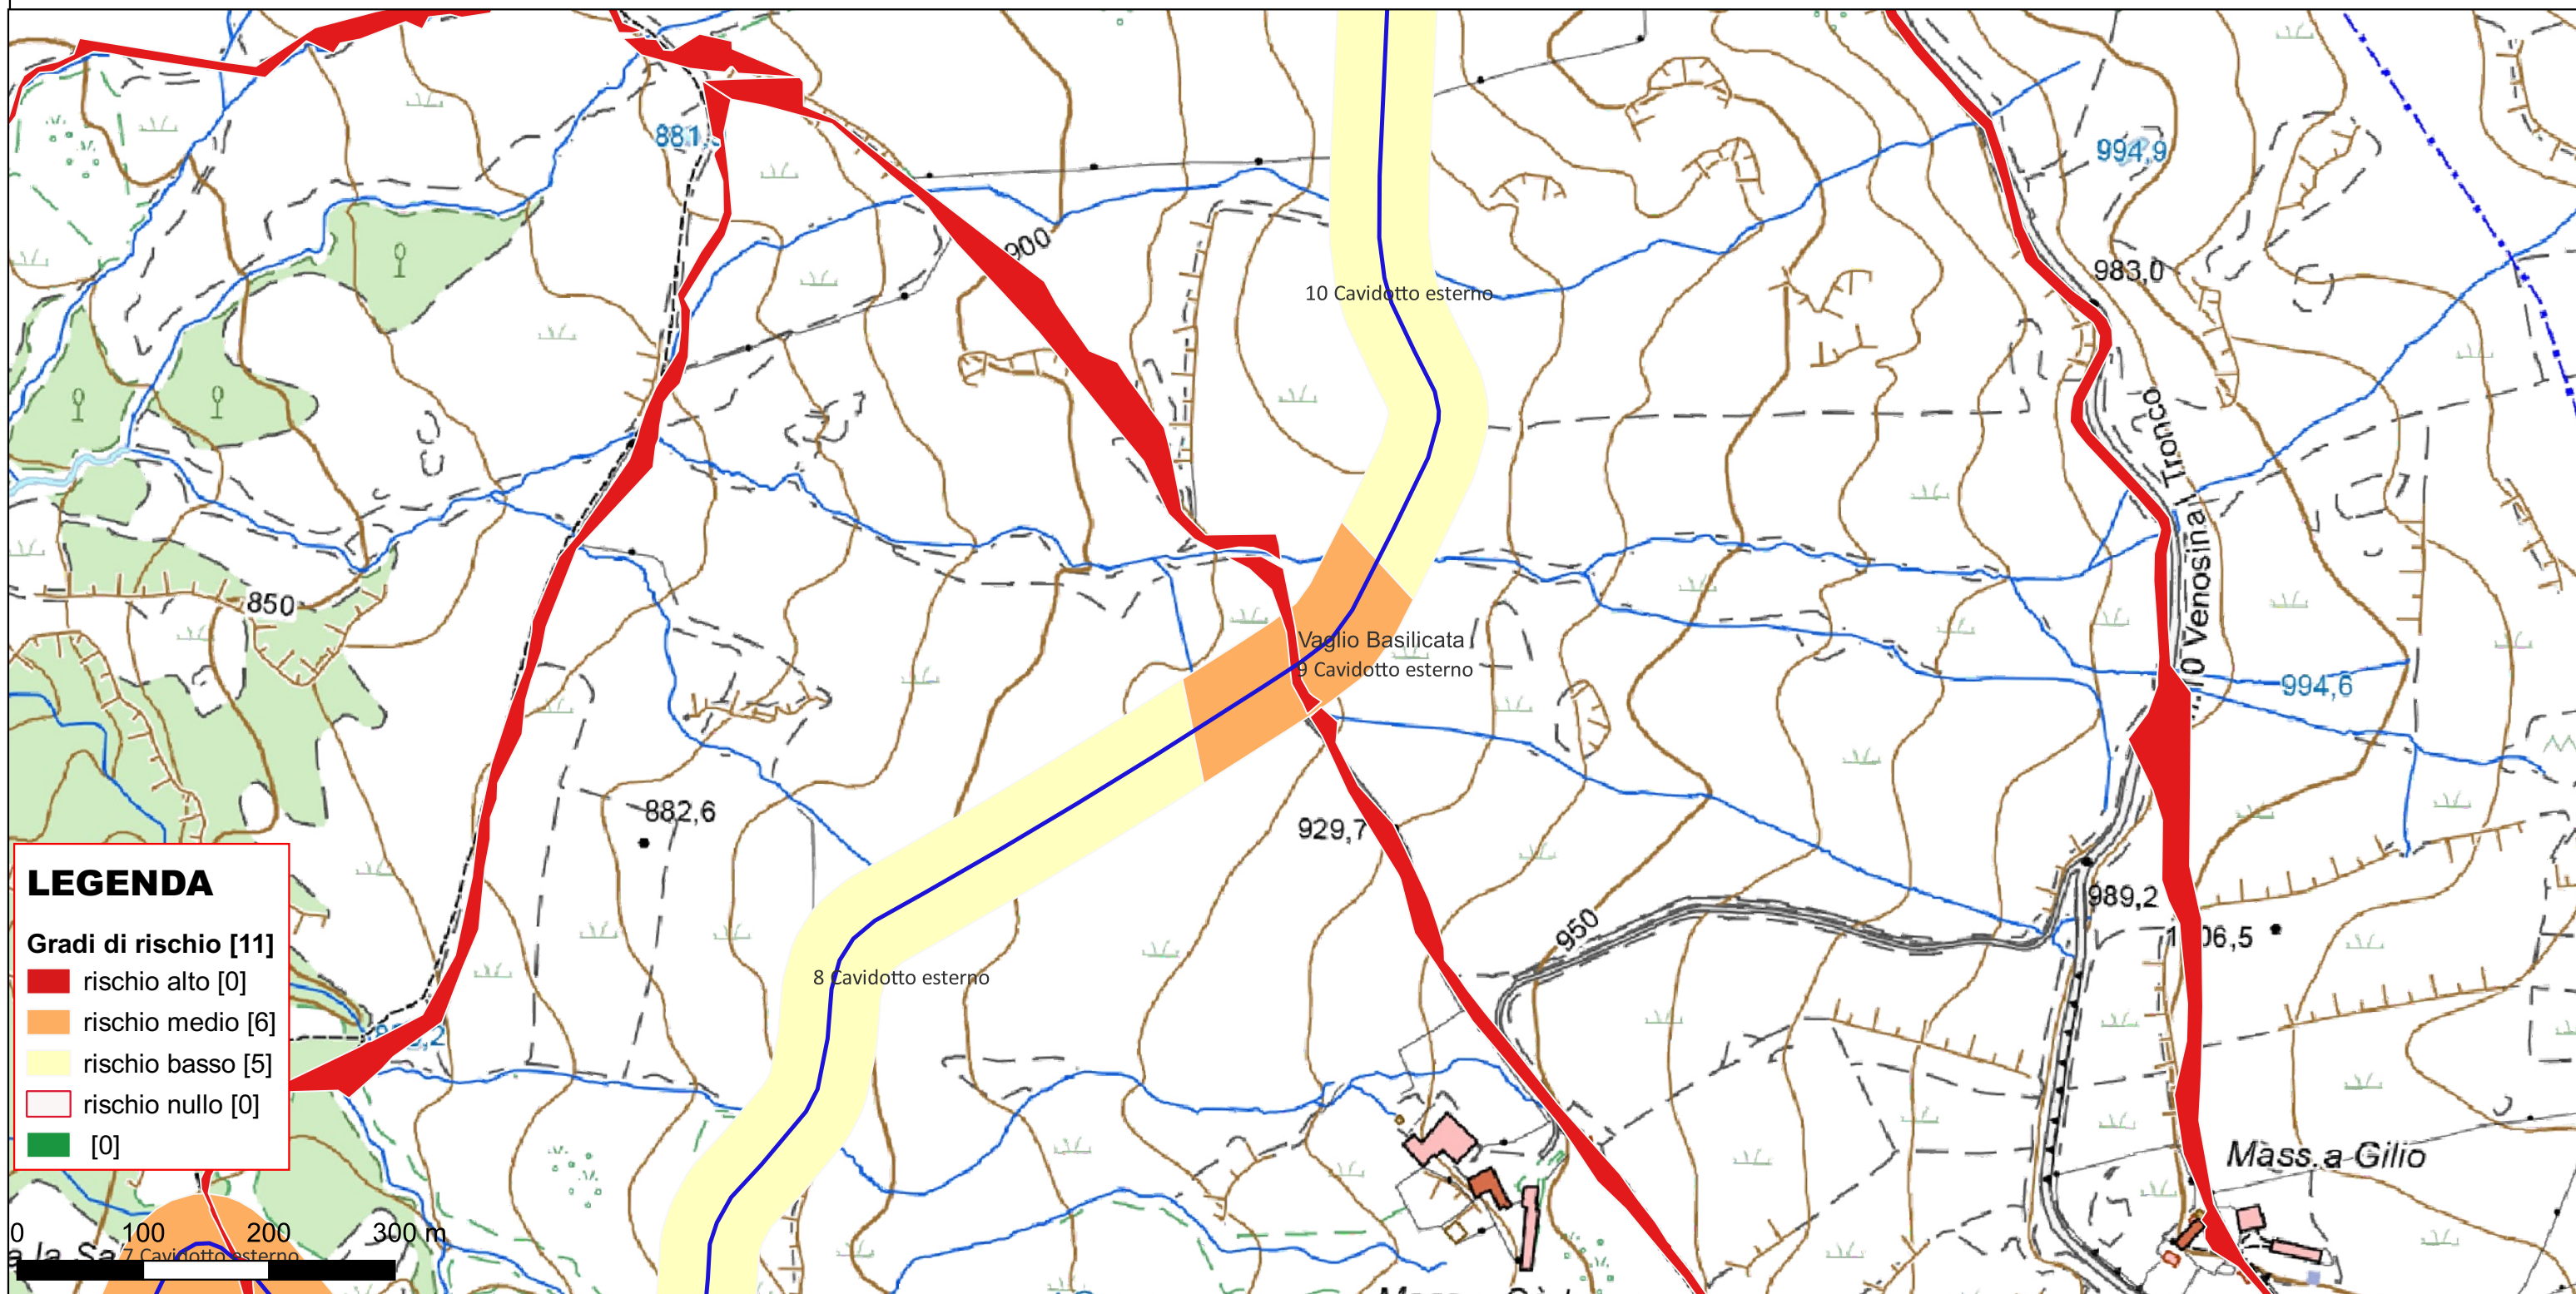 881,
994,9
900
983,0
10 Cavidotto esterno
I Tronco
n.10 Venosina
850
Vaglio Basilicata
9 Cavidotto esterno
994,6
882,6
929,7
989,2
950
8 Cavidotto esterno
Mass.a Gilio
LEGENDA
Gradi di rischio [11]
rischio alto [0]
rischio medio [6]
rischio basso [5]
rischio nullo [0]
[0]
0 100 200 300 m
7 Cavidotto esterno